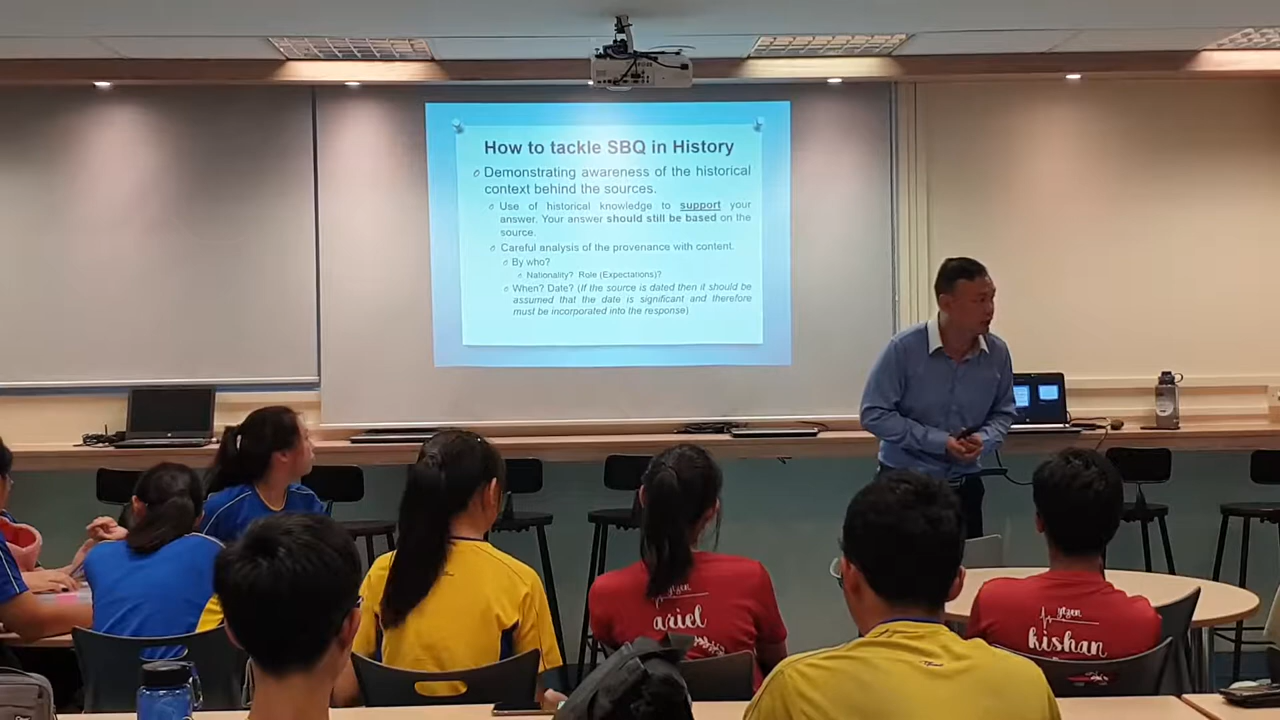 How to tackle SBQ in History
Demonstrating awareness of the historical
context behind the sources.
Use of historical knowledge to support your
answer. Your answer should still be based on the
source.
Careful analysis of the provenance with content.
By who?
Nationality? Role (Expectations)?
When? Date? (If the source is dated then it should be
assumed that the date is significant and therefore
must be incorporated into the response)
ytzen
ariel
ytzen
kishan